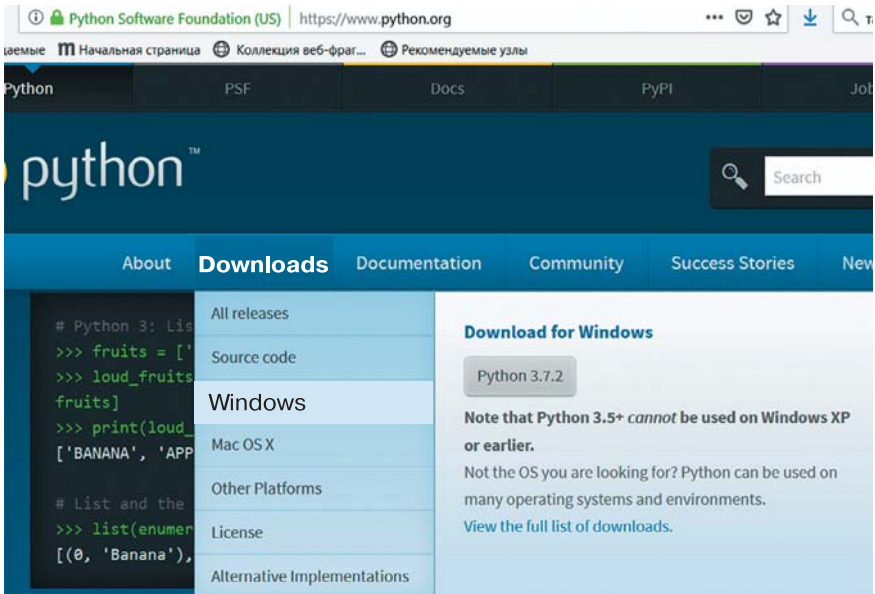 Python Software Foundation (US) https://www.python.org
Начальная страница Коллекция веб-фраг... Рекомендуемые узлы
Python PSF Docs PyPI
python™
Search
About Downloads Documentation Community Success Stories
All releases
Source code
Windows
Mac OS X
Other Platforms
License
Alternative Implementations
# Python 3:
>>> fruits = ['
>>> loud_fruits
fruits]
>>> print(loud_
['BANANA', 'APP
# List and the
>>> list(enumer
[(0, 'Banana'),
Download for Windows
Python 3.7.2
Note that Python 3.5+ cannot be used on Windows XP
or earlier.
Not the OS you are looking for? Python can be used on
many operating systems and environments.
View the full list of downloads.